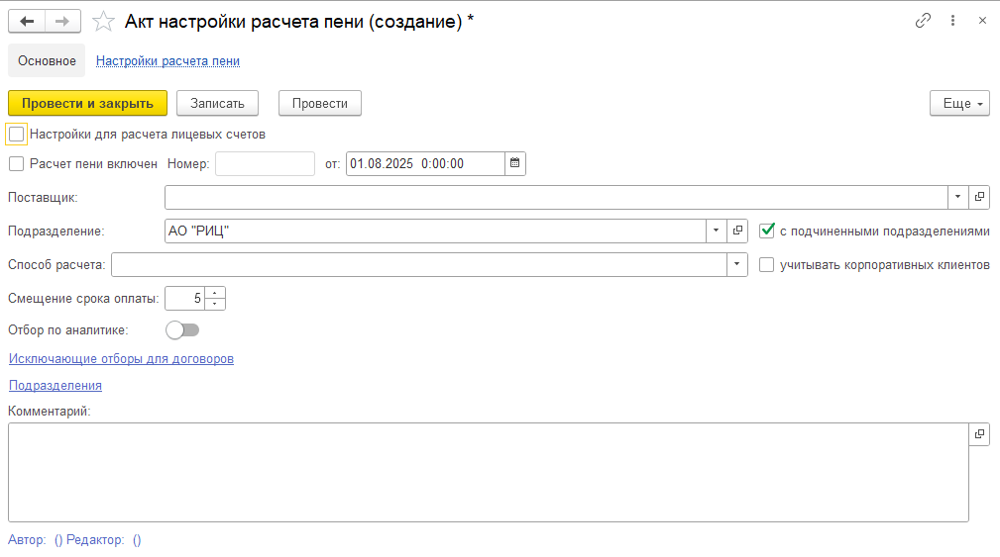 Акт настройки расчета пени (создание) *
Основное Настройки расчета пени
Провести и закрыть Записать Провести Еще
Настройки для расчета лицевых счетов
Расчет пени включен Номер: от: 01.08.2025 0:00:00
Поставщик:
Подразделение: АО "РИЦ" с подчиненными подразделениями
Способ расчета: учитывать корпоративных клиентов
Смещение срока оплаты: 5
Отбор по аналитике:
Исключающие отборы для договоров
Подразделения
Комментарий:
Автор: () Редактор: ()